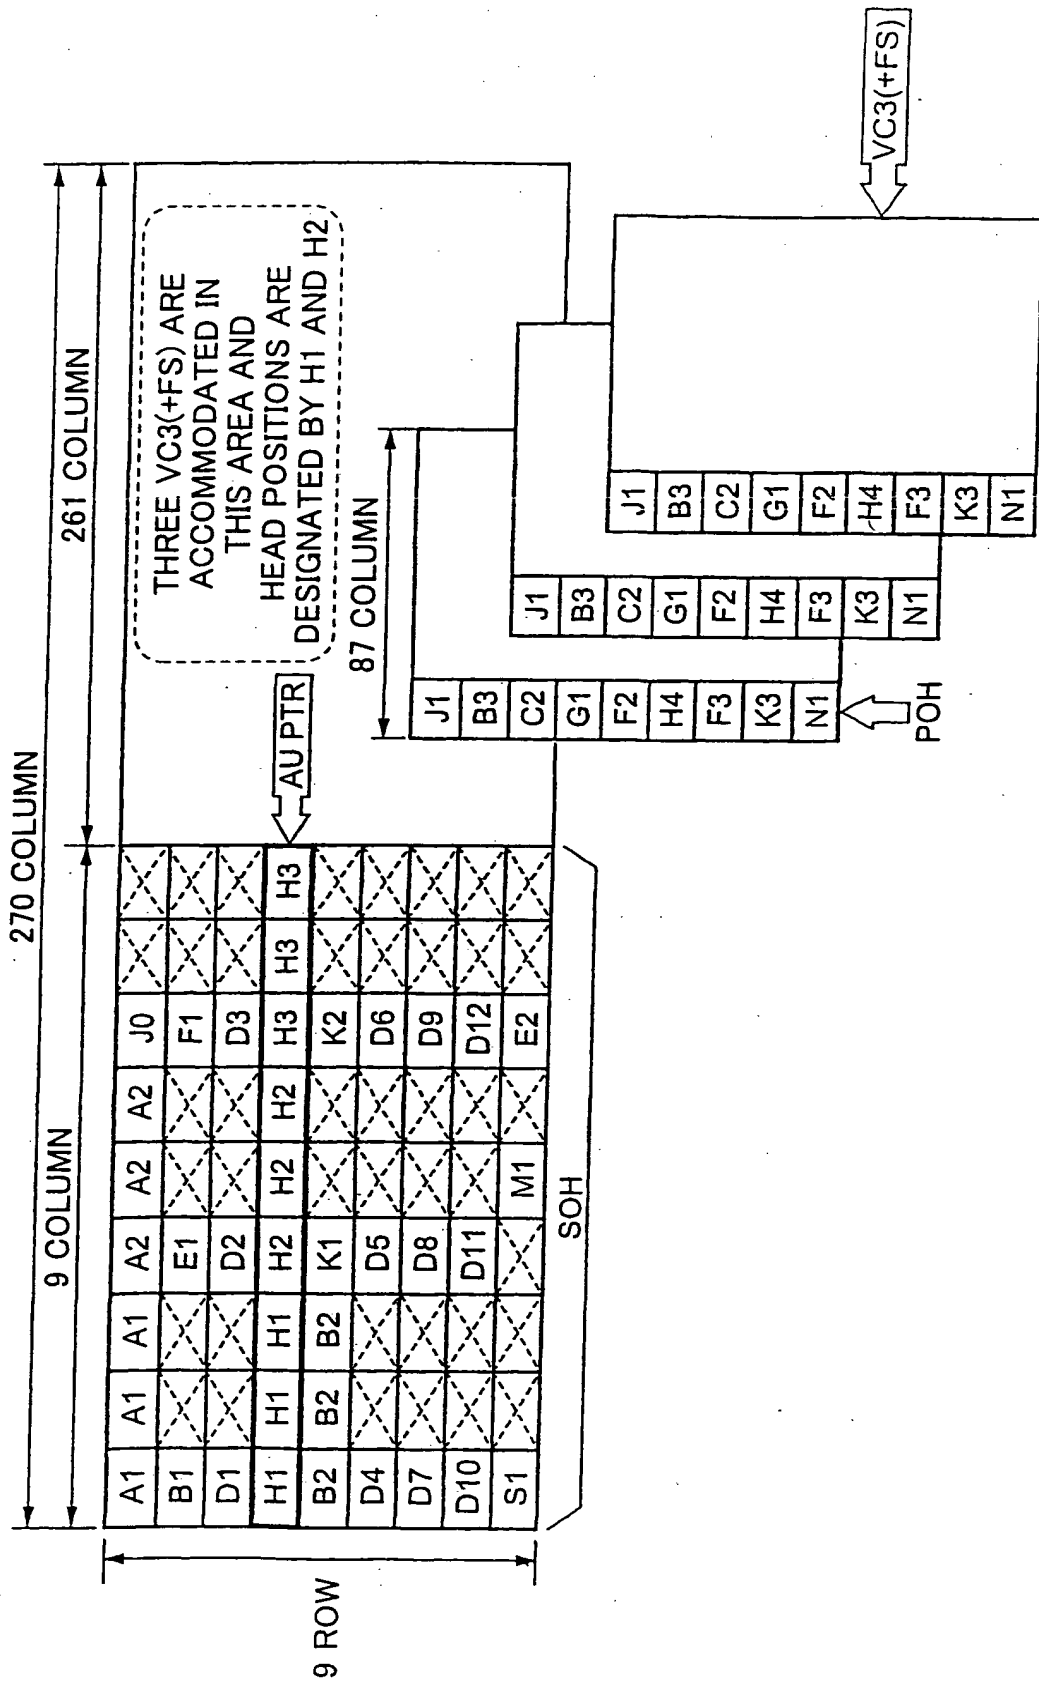 270 COLUMN
9 COLUMN
261 COLUMN
9 ROW
A1 A1 A1 A2 A2 A2 J0
B1 E1 F1
D1 D2 D3
H1 H1 H1 H2 H2 H2 H3 H3 H3
B2 B2 B2 K1 K2
D4 D5 D6
D7 D8 D9
D10 D11 D12
S1 M1 E2
SOH
AU PTR
THREE VC3(+FS) ARE
ACCOMMODATED IN
THIS AREA AND
HEAD POSITIONS ARE
DESIGNATED BY H1 AND H2
87 COLUMN
J1
B3
C2
G1
F2
H4
F3
K3
N1
POH
J1
B3
C2
G1
F2
H4
F3
K3
N1
J1
B3
C2
G1
F2
H4
F3
K3
N1
VC3(+FS)